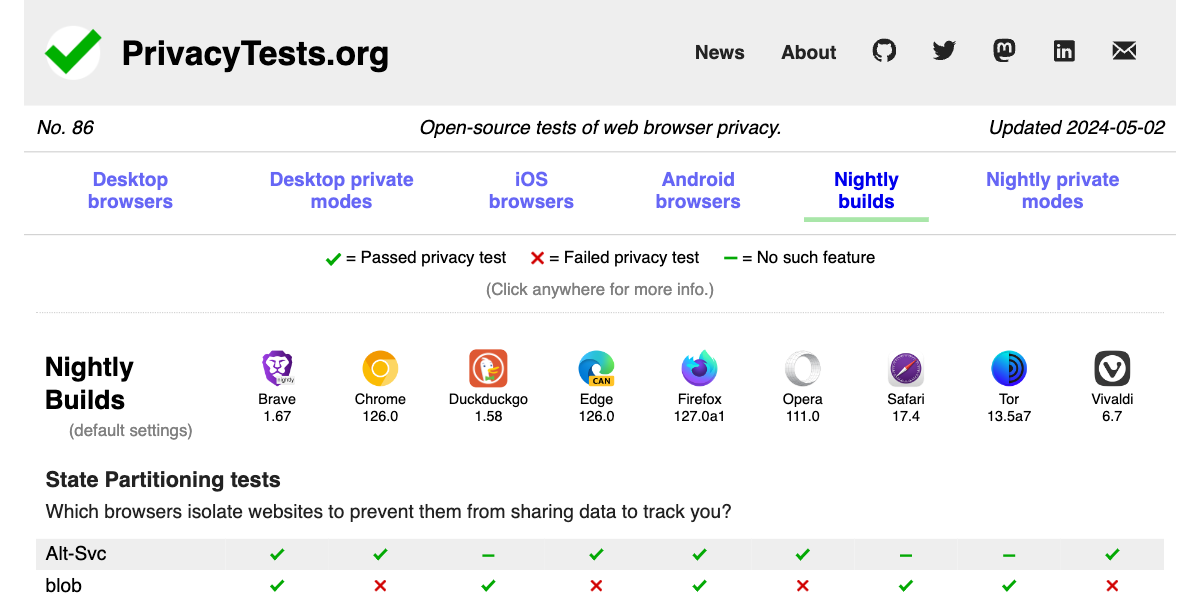 PrivacyTests.org
News About
No. 86 Open-source tests of web browser privacy. Updated 2024-05-02
Desktop browsers Desktop private modes iOS browsers Android browsers Nightly builds Nightly private modes
✓ = Passed privacy test ✕ = Failed privacy test – = No such feature
(Click anywhere for more info.)
Nightly Builds
(default settings)
Brave 1.67
Chrome 126.0
Duckduckgo 1.58
CAN
Edge 126.0
Firefox 127.0a1
Opera 111.0
Safari 17.4
Tor 13.5a7
Vivaldi 6.7
State Partitioning tests
Which browsers isolate websites to prevent them from sharing data to track you?
Alt-Svc ✓ ✓ – ✓ ✓ ✓ – – ✓
blob ✓ ✕ ✓ ✕ ✓ ✕ ✓ ✓ ✕